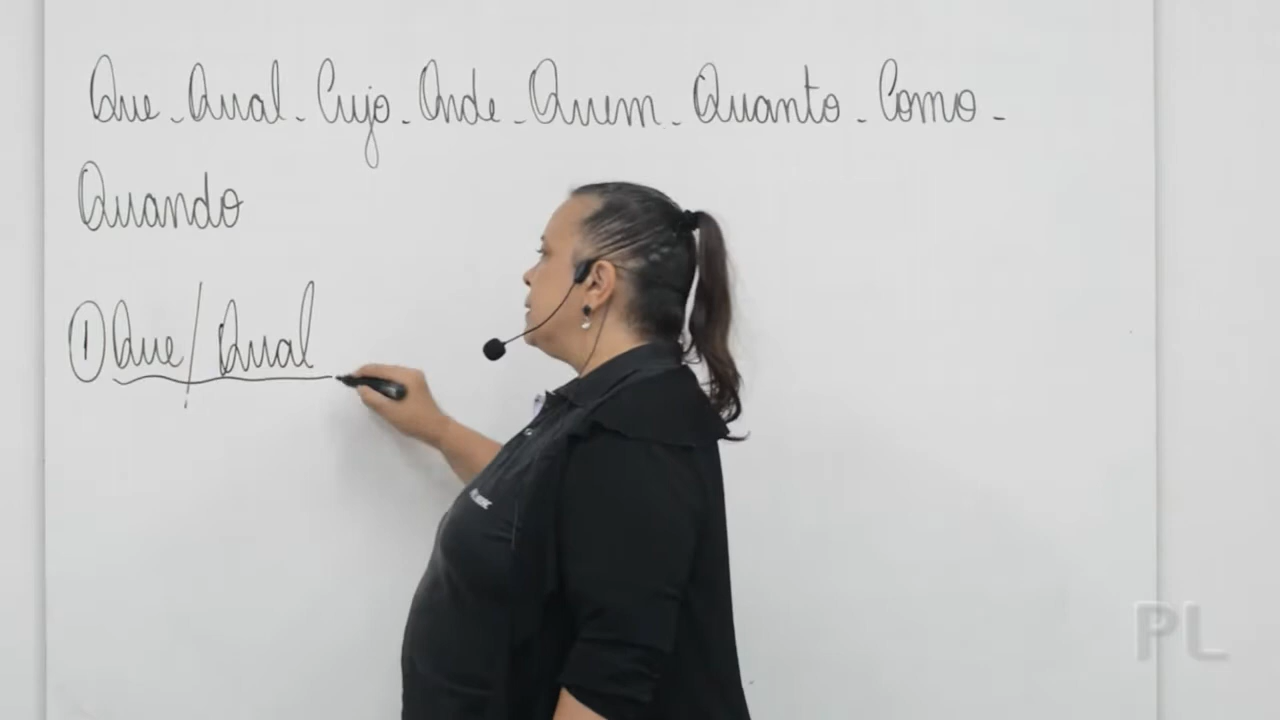 Que - Qual - Cujo - Onde - Quem - Quanto - Como -
Quando
① Que / Qual
PL